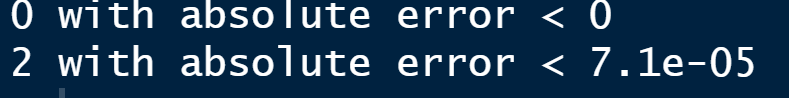 0 with absolute error < 0
2 with absolute error < 7.1e-05